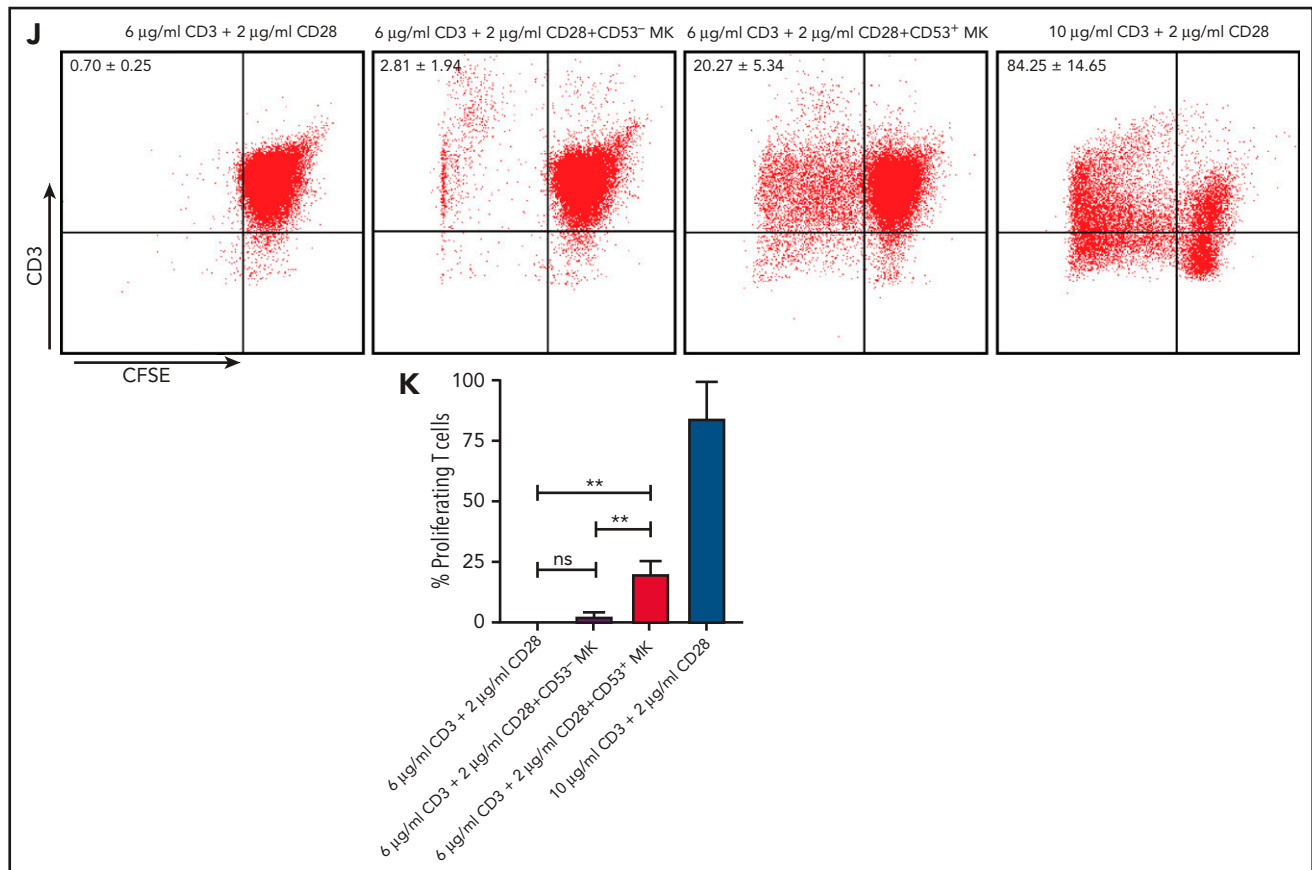 J
6 µg/ml CD3 + 2 µg/ml CD28
6 µg/ml CD3 + 2 µg/ml CD28+CD53⁻ MK
6 µg/ml CD3 + 2 µg/ml CD28+CD53⁺ MK
10 µg/ml CD3 + 2 µg/ml CD28
0.70 ± 0.25
2.81 ± 1.94
20.27 ± 5.34
84.25 ± 14.65
CD3
CFSE
K
% Proliferating T cells
100
75
50
25
0
**
**
ns
6 µg/ml CD3 + 2 µg/ml CD28
6 µg/ml CD3 + 2 µg/ml CD28+CD53⁻ MK
6 µg/ml CD3 + 2 µg/ml CD28+CD53⁺ MK
10 µg/ml CD3 + 2 µg/ml CD28